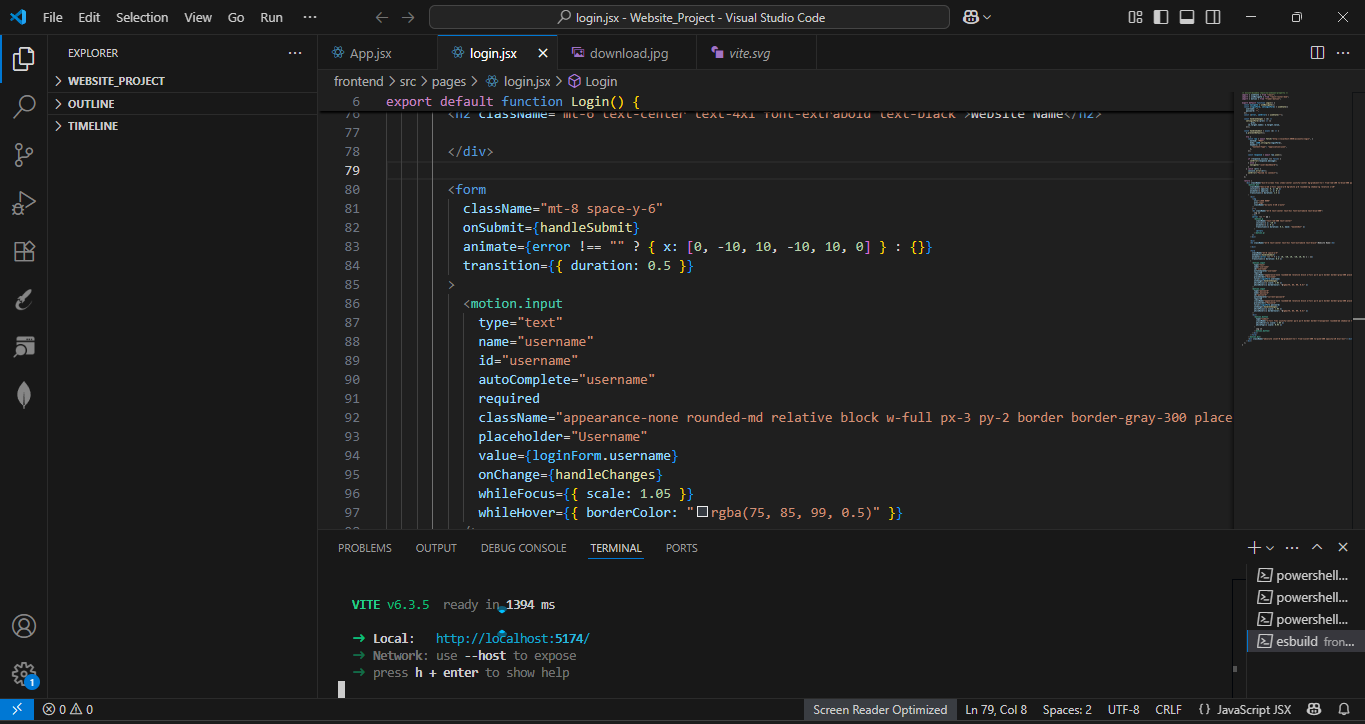 File Edit Selection View Go Run ···
login.jsx - Website_Project - Visual Studio Code
EXPLORER
WEBSITE_PROJECT
OUTLINE
TIMELINE
App.jsx login.jsx download.jpg vite.svg
frontend > src > pages > login.jsx > Login
6 export default function Login() {
76 <h2 className="mt-6 text-center text-4xl font-extrabold text-black">Website Name</h2>
77
78 </div>
79
80 <form
81 className="mt-8 space-y-6"
82 onSubmit={handleSubmit}
83 animate={error !== "" ? { x: [0, -10, 10, -10, 10, 0] } : {}}
84 transition={{ duration: 0.5 }}
85 >
86 <motion.input
87 type="text"
88 name="username"
89 id="username"
90 autoComplete="username"
91 required
92 className="appearance-none rounded-md relative block w-full px-3 py-2 border border-gray-300 place
93 placeholder="Username"
94 value={loginForm.username}
95 onChange={handleChanges}
96 whileFocus={{ scale: 1.05 }}
97 whileHover={{ borderColor: "rgba(75, 85, 99, 0.5)" }}
PROBLEMS OUTPUT DEBUG CONSOLE TERMINAL PORTS
VITE v6.3.5 ready in 1394 ms
➜ Local: http://localhost:5174/
➜ Network: use --host to expose
➜ press h + enter to show help
powershell...
powershell...
powershell...
esbuild fron...
1
0 0 Screen Reader Optimized Ln 79, Col 8 Spaces: 2 UTF-8 CRLF {} JavaScript JSX